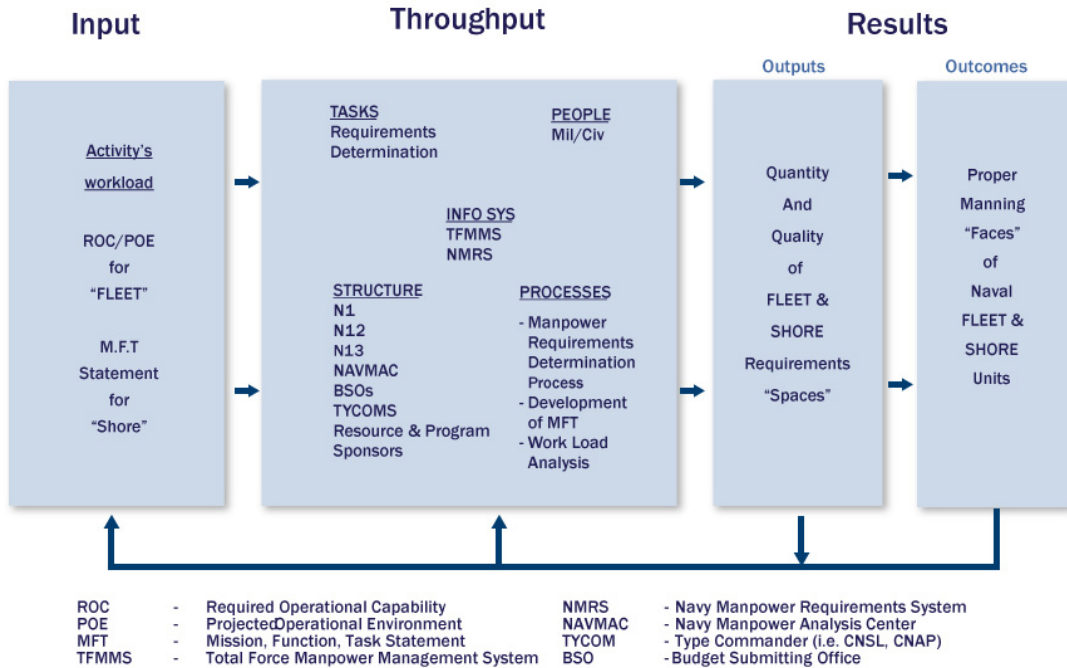 Input
Throughput
Results
Outputs
Outcomes
Activity's
workload
ROC/POE
for
“FLEET”
M.F.T
Statement
for
“Shore”
TASKS
Requirements
Determination
PEOPLE
Mil/Civ
INFO SYS
TFMMS
NMRS
STRUCTURE
N1
N12
N13
NAVMAC
BSOs
TYCOMS
Resource & Program
Sponsors
PROCESSES
- Manpower
Requirements
Determination
Process
- Development
of MFT
- Work Load
Analysis
Quantity
And
Quality
of
FLEET &
SHORE
Requirements
“Spaces”
Proper
Manning
“Faces”
of
Naval
FLEET &
SHORE
Units
ROC - Required Operational Capability
POE - ProjectedOperational Environment
MFT - Mission, Function, Task Statement
TFMMS - Total Force Manpower Management System
NMRS - Navy Manpower Requirements System
NAVMAC - Navy Manpower Analysis Center
TYCOM - Type Commander (i.e. CNSL, CNAP)
BSO -Budget Submitting Office